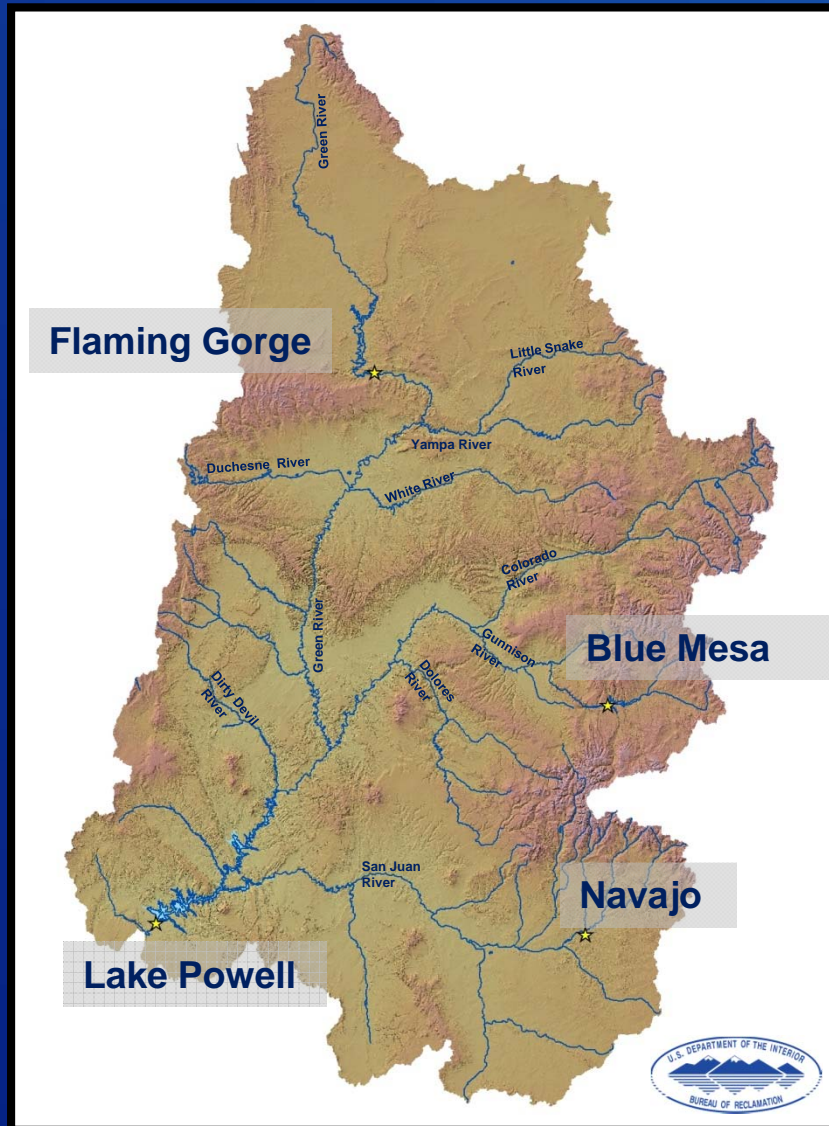 Green River
Flaming Gorge
Little Snake
River
Yampa River
Duchesne River
White River
Colorado
River
Green River
Gunnison
River
Blue Mesa
Dolores
River
Dirty Devil
River
San Juan
River
Navajo
Lake Powell
U.S. DEPARTMENT OF THE INTERIOR
BUREAU OF RECLAMATION